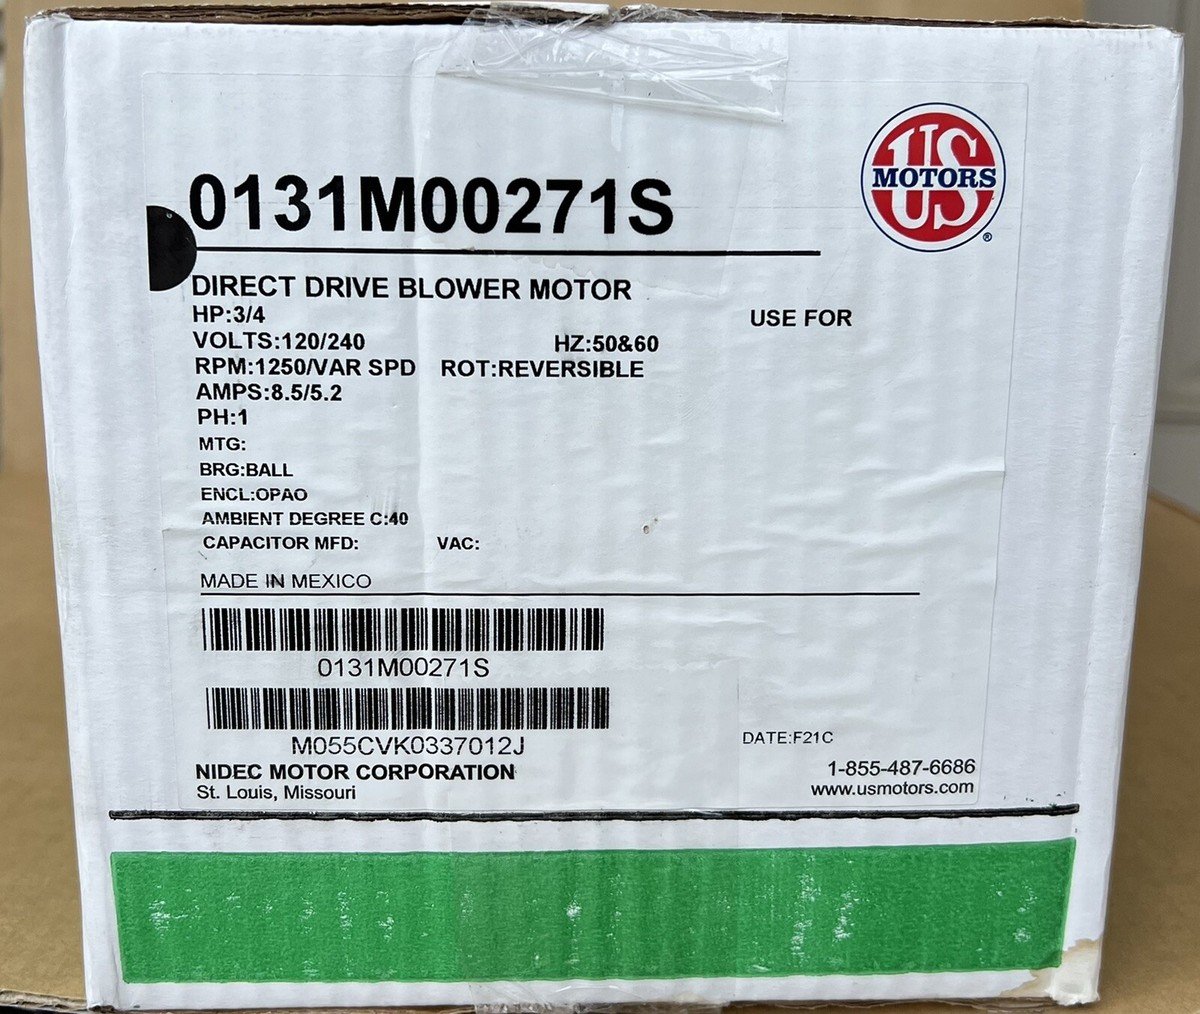 0131M00271S
US
MOTORS
®
DIRECT DRIVE BLOWER MOTOR
HP:3/4
USE FOR
VOLTS:120/240 HZ:50&60
RPM:1250/VAR SPD ROT:REVERSIBLE
AMPS:8.5/5.2
PH:1
MTG:
BRG:BALL
ENCL:OPAO
AMBIENT DEGREE C:40
CAPACITOR MFD: VAC:
MADE IN MEXICO
0131M00271S
M055CVK0337012J
DATE:F21C
NIDEC MOTOR CORPORATION
1-855-487-6686
St. Louis, Missouri
www.usmotors.com